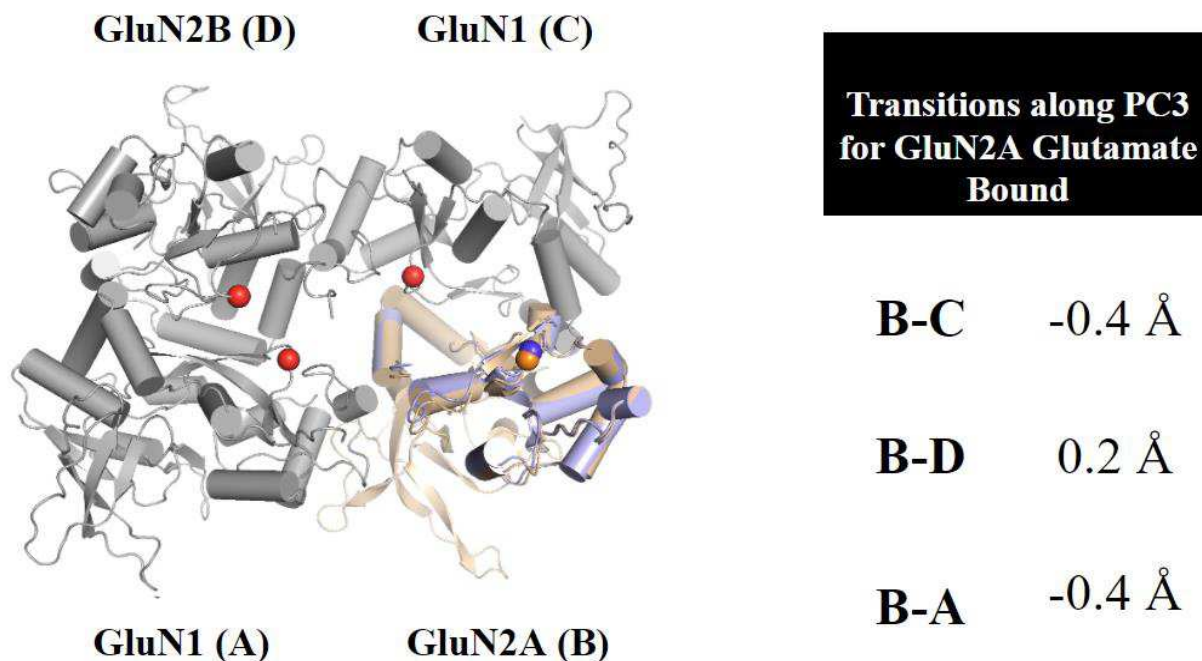 GluN2B (D) GluN1 (C)
GluN1 (A) GluN2A (B)
Transitions along PC3
for GluN2A Glutamate
Bound
B-C -0.4 Å
B-D 0.2 Å
B-A -0.4 Å